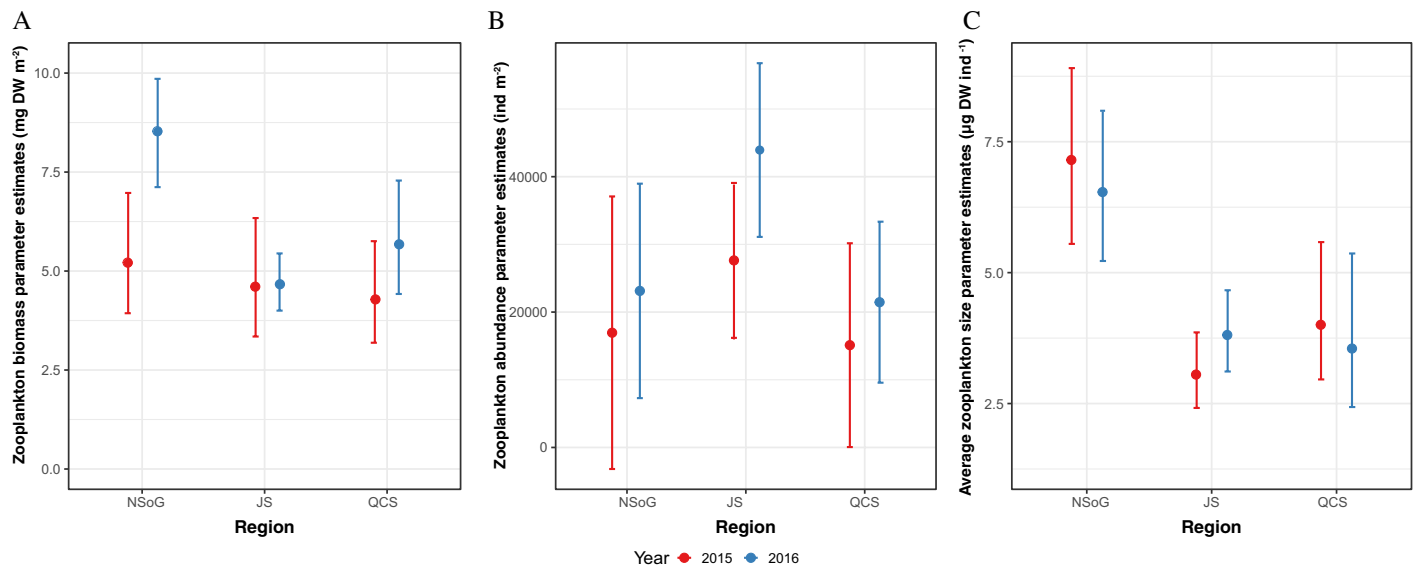 A
Zooplankton biomass parameter estimates (mg DW m⁻²)
10.0
7.5
5.0
2.5
0.0
NSoG JS QCS
Region
B
Zooplankton abundance parameter estimates (ind m⁻²)
40000
20000
0
NSoG JS QCS
Region
C
Average zooplankton size parameter estimates (µg DW ind ⁻¹)
7.5
5.0
2.5
NSoG JS QCS
Region
Year 2015 2016